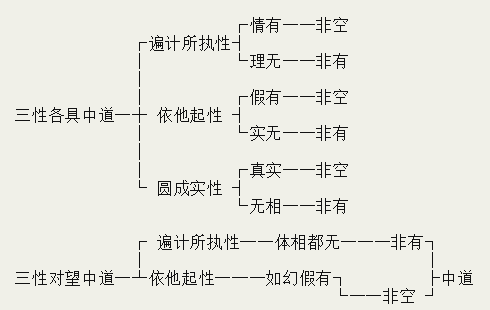 情有——非空
遍计所执性
理无——非有
假有——非空
三性各具中道— 依他起性
实无——非有
真实——非空
圆成实性
无相——非有
遍计所执性——体相都无———非有
三性对望中道— 依他起性———如幻假有 中道
——非空